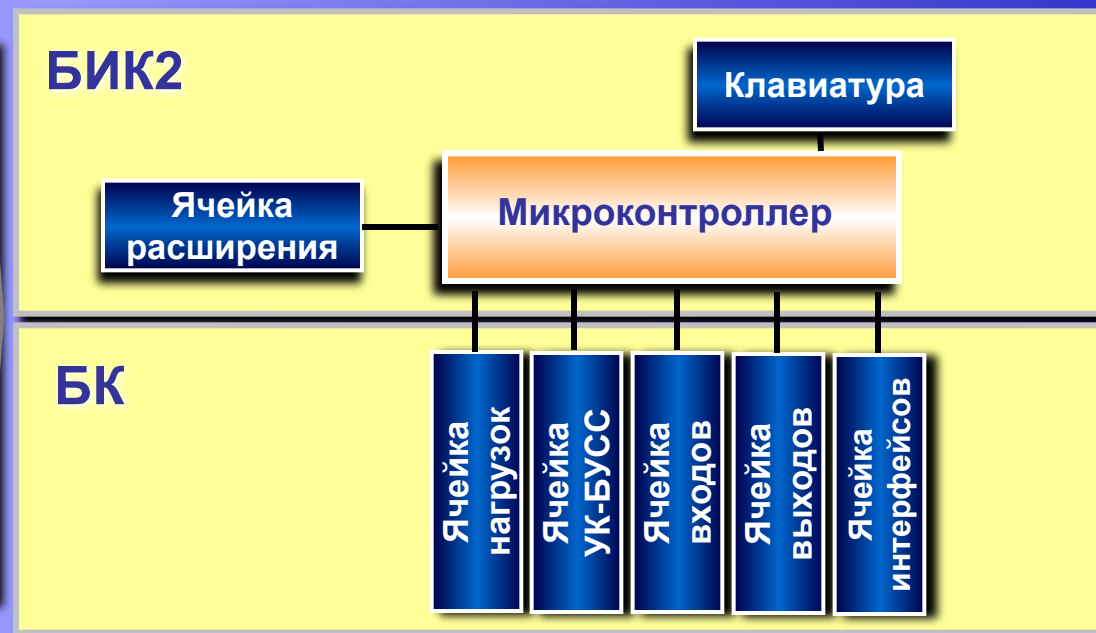 БИК2
Клавиатура
Ячейка
расширения
Микроконтроллер
БК
Ячейка
нагрузок
Ячейка
УК-БУСС
Ячейка
входов
Ячейка
выходов
Ячейка
интерфейсов